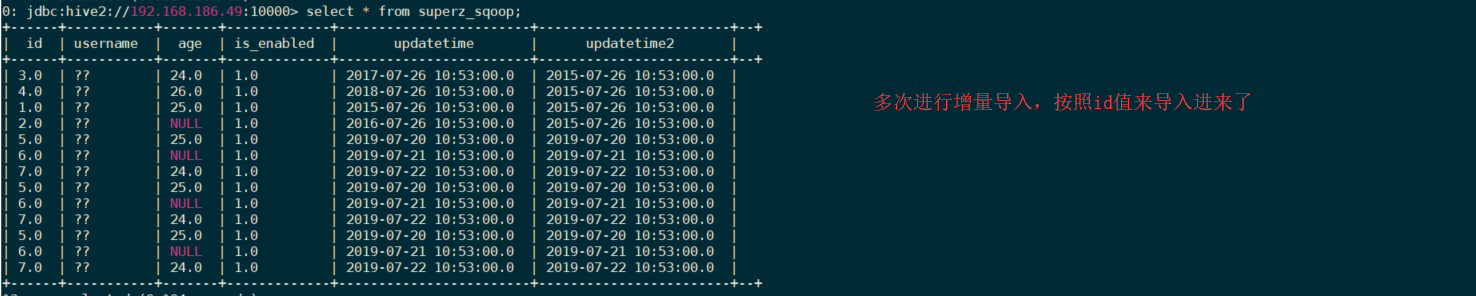 0: jdbc:hive2://192.168.186.49:10000> select * from superz_sqoop;
+------+-----------+-------+-------------+------------------------+------------------------+--+
| id | username | age | is_enabled | updatetime | updatetime2 |
+------+-----------+-------+-------------+------------------------+------------------------+--+
| 3.0 | ?? | 24.0 | 1.0 | 2017-07-26 10:53:00.0 | 2015-07-26 10:53:00.0 |
| 4.0 | ?? | 26.0 | 1.0 | 2018-07-26 10:53:00.0 | 2015-07-26 10:53:00.0 |
| 1.0 | ?? | 25.0 | 1.0 | 2015-07-26 10:53:00.0 | 2015-07-26 10:53:00.0 |
| 2.0 | ?? | NULL | 1.0 | 2016-07-26 10:53:00.0 | 2015-07-26 10:53:00.0 |
| 5.0 | ?? | 25.0 | 1.0 | 2019-07-20 10:53:00.0 | 2019-07-20 10:53:00.0 |
| 6.0 | ?? | NULL | 1.0 | 2019-07-21 10:53:00.0 | 2019-07-21 10:53:00.0 |
| 7.0 | ?? | 24.0 | 1.0 | 2019-07-22 10:53:00.0 | 2019-07-22 10:53:00.0 |
| 5.0 | ?? | 25.0 | 1.0 | 2019-07-20 10:53:00.0 | 2019-07-20 10:53:00.0 |
| 6.0 | ?? | NULL | 1.0 | 2019-07-21 10:53:00.0 | 2019-07-21 10:53:00.0 |
| 7.0 | ?? | 24.0 | 1.0 | 2019-07-22 10:53:00.0 | 2019-07-22 10:53:00.0 |
| 5.0 | ?? | 25.0 | 1.0 | 2019-07-20 10:53:00.0 | 2019-07-20 10:53:00.0 |
| 6.0 | ?? | NULL | 1.0 | 2019-07-21 10:53:00.0 | 2019-07-21 10:53:00.0 |
| 7.0 | ?? | 24.0 | 1.0 | 2019-07-22 10:53:00.0 | 2019-07-22 10:53:00.0 |
+------+-----------+-------+-------------+------------------------+------------------------+--+
多次进行增量导入，按照id值来导入进来了